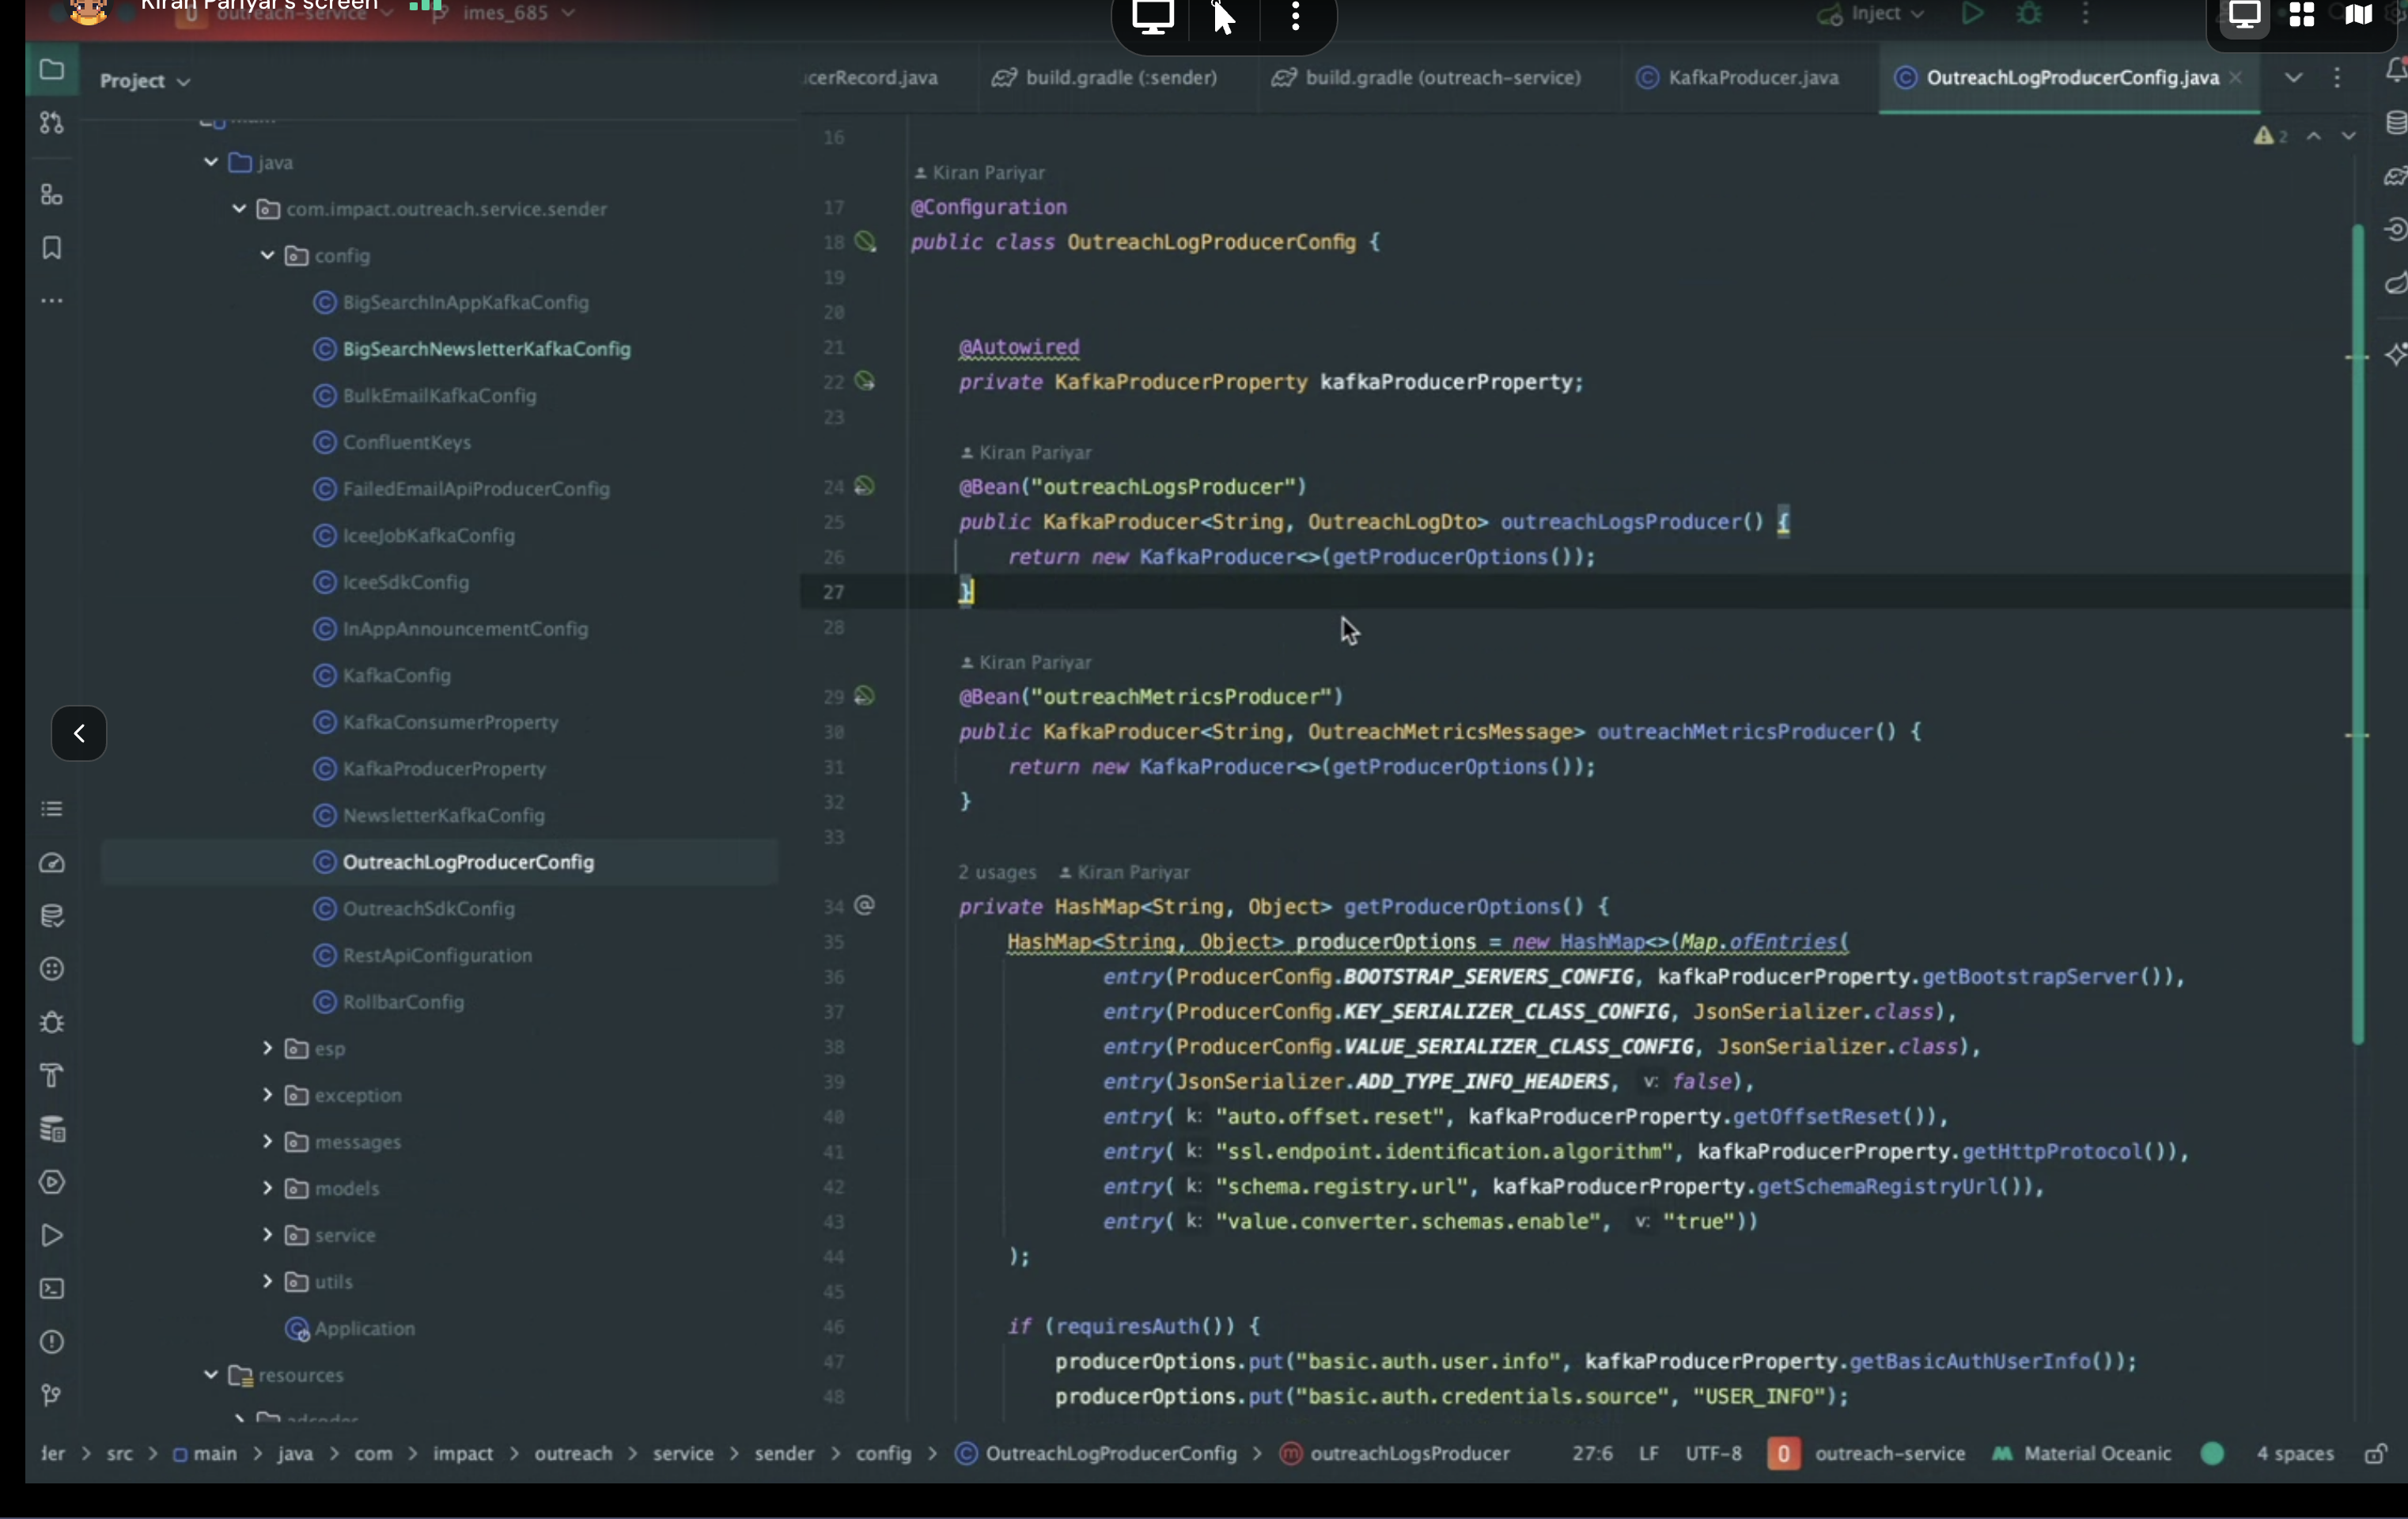 Kiran Pariyar's screen
outreach-service
imes_685
Inject
Project
cerRecord.java
build.gradle (:sender)
build.gradle (outreach-service)
KafkaProducer.java
OutreachLogProducerConfig.java
2
main
java
com.impact.outreach.service.sender
config
BigSearchInAppKafkaConfig
BigSearchNewsletterKafkaConfig
BulkEmailKafkaConfig
ConfluentKeys
FailedEmailApiProducerConfig
IceeJobKafkaConfig
IceeSdkConfig
InAppAnnouncementConfig
KafkaConfig
KafkaConsumerProperty
KafkaProducerProperty
NewsletterKafkaConfig
OutreachLogProducerConfig
OutreachSdkConfig
RestApiConfiguration
RollbarConfig
esp
exception
messages
models
service
utils
Application
resources
16
Kiran Pariyar
17 @Configuration
18 public class OutreachLogProducerConfig {
19
20
21 @Autowired
22 private KafkaProducerProperty kafkaProducerProperty;
23
Kiran Pariyar
24 @Bean("outreachLogsProducer")
25 public KafkaProducer<String, OutreachLogDto> outreachLogsProducer() {
26 return new KafkaProducer<>(getProducerOptions());
27 }
28
Kiran Pariyar
29 @Bean("outreachMetricsProducer")
30 public KafkaProducer<String, OutreachMetricsMessage> outreachMetricsProducer() {
31 return new KafkaProducer<>(getProducerOptions());
32 }
33
2 usages Kiran Pariyar
34 @ private HashMap<String, Object> getProducerOptions() {
35 HashMap<String, Object> producerOptions = new HashMap<>(Map.ofEntries(
36 entry(ProducerConfig.BOOTSTRAP_SERVERS_CONFIG, kafkaProducerProperty.getBootstrapServer()),
37 entry(ProducerConfig.KEY_SERIALIZER_CLASS_CONFIG, JsonSerializer.class),
38 entry(ProducerConfig.VALUE_SERIALIZER_CLASS_CONFIG, JsonSerializer.class),
39 entry(JsonSerializer.ADD_TYPE_INFO_HEADERS, v: false),
40 entry( k: "auto.offset.reset", kafkaProducerProperty.getOffsetReset()),
41 entry( k: "ssl.endpoint.identification.algorithm", kafkaProducerProperty.getHttpProtocol()),
42 entry( k: "schema.registry.url", kafkaProducerProperty.getSchemaRegistryUrl()),
43 entry( k: "value.converter.schemas.enable", v: "true"))
44 );
45
46 if (requiresAuth()) {
47 producerOptions.put("basic.auth.user.info", kafkaProducerProperty.getBasicAuthUserInfo());
48 producerOptions.put("basic.auth.credentials.source", "USER_INFO");
der > src > main > java > com > impact > outreach > service > sender > config > OutreachLogProducerConfig > outreachLogsProducer 27:6 LF UTF-8 outreach-service Material Oceanic 4 spaces